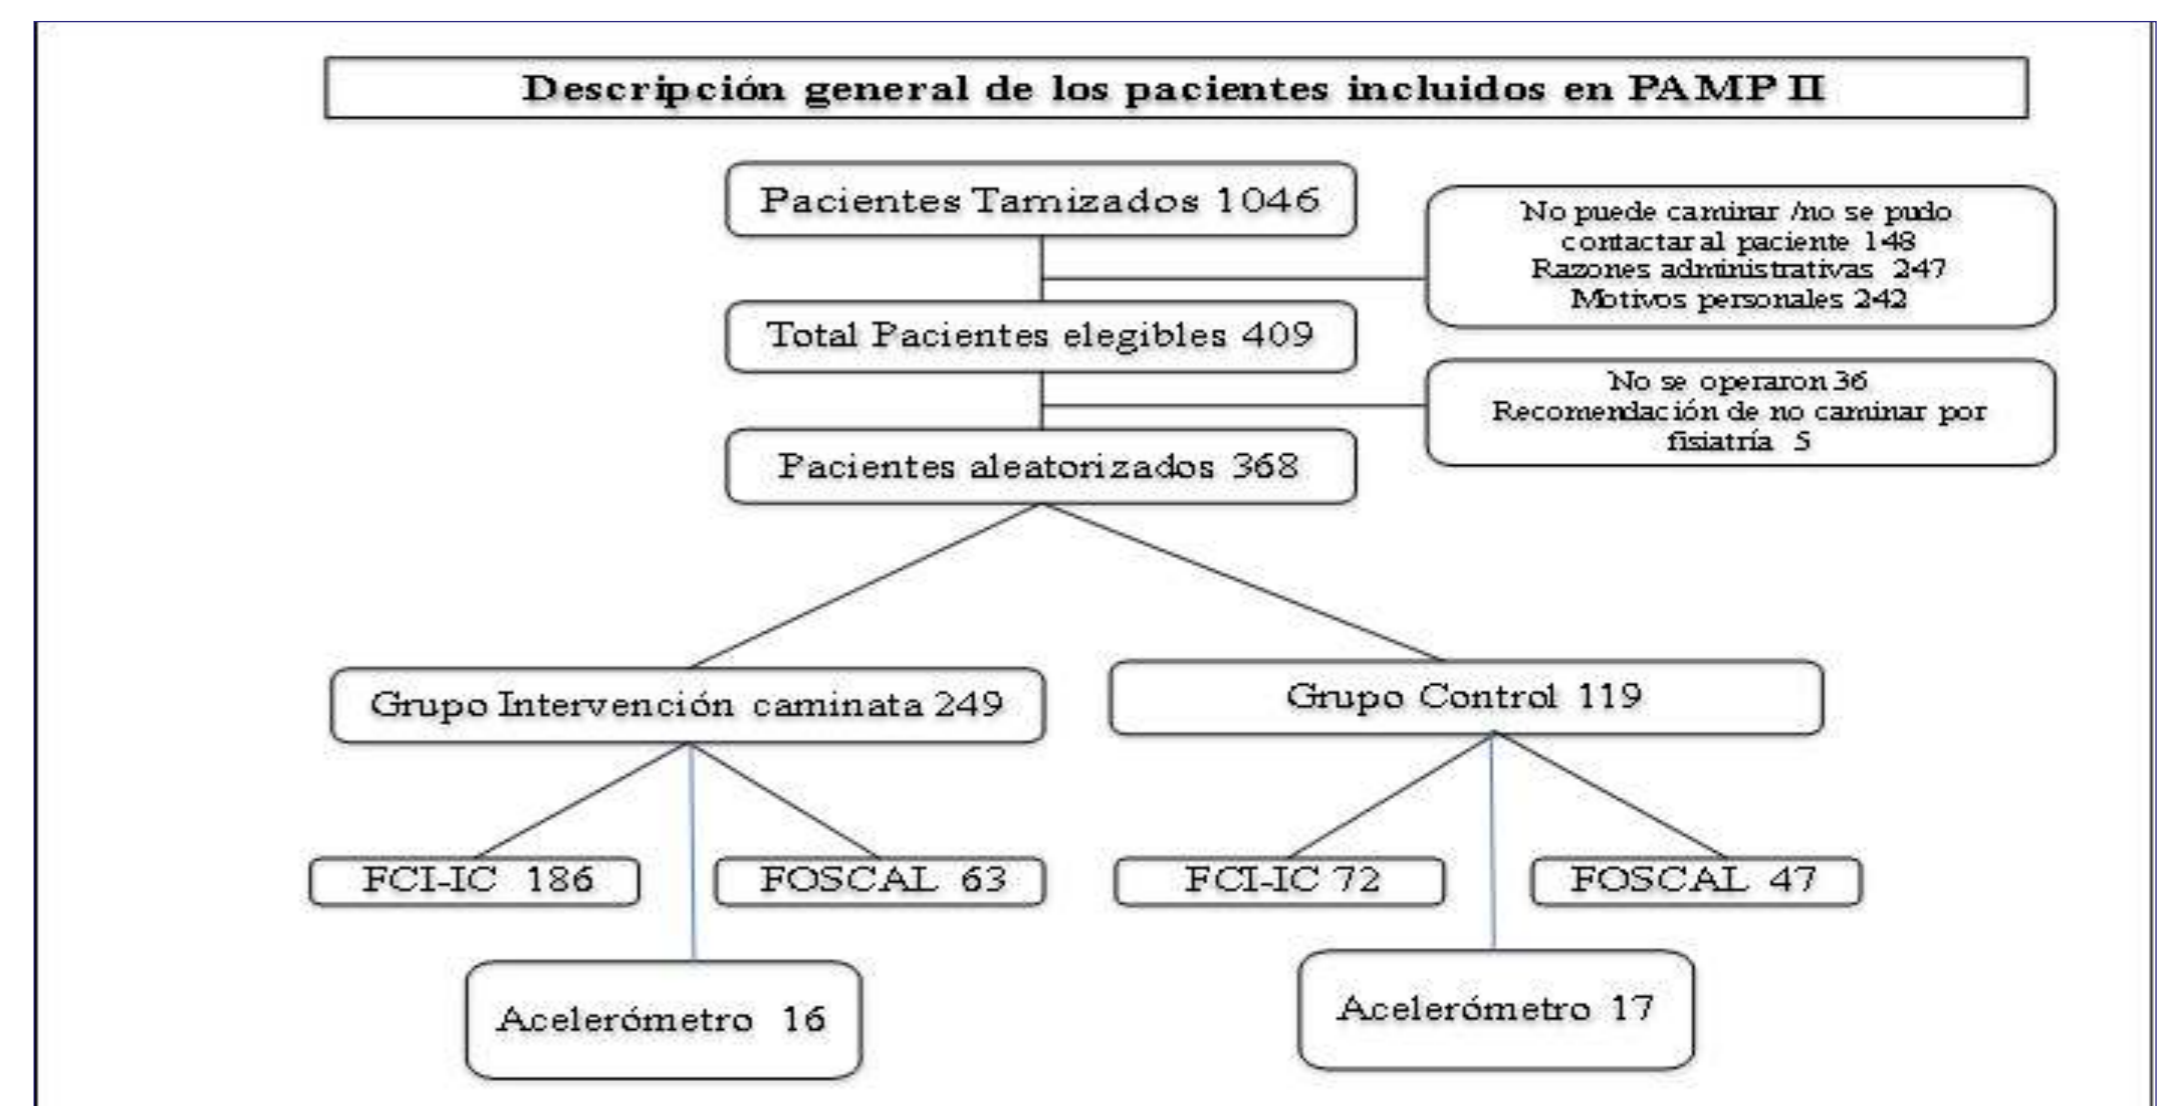 Descripción general de los pacientes incluidos en PAMP II
Pacientes Tamizados 1046
No puede caminar /no se pudo
contactar al paciente 148
Razones administrativas 247
Motivos personales 242
Total Pacientes elegibles 409
No se operaron 36
Recomendación de no caminar por
fisiatría 5
Pacientes aleatorizados 368
Grupo Intervención caminata 249
Grupo Control 119
FCI-IC 186
FOSCAL 63
FCI-IC 72
FOSCAL 47
Acelerómetro 16
Acelerómetro 17